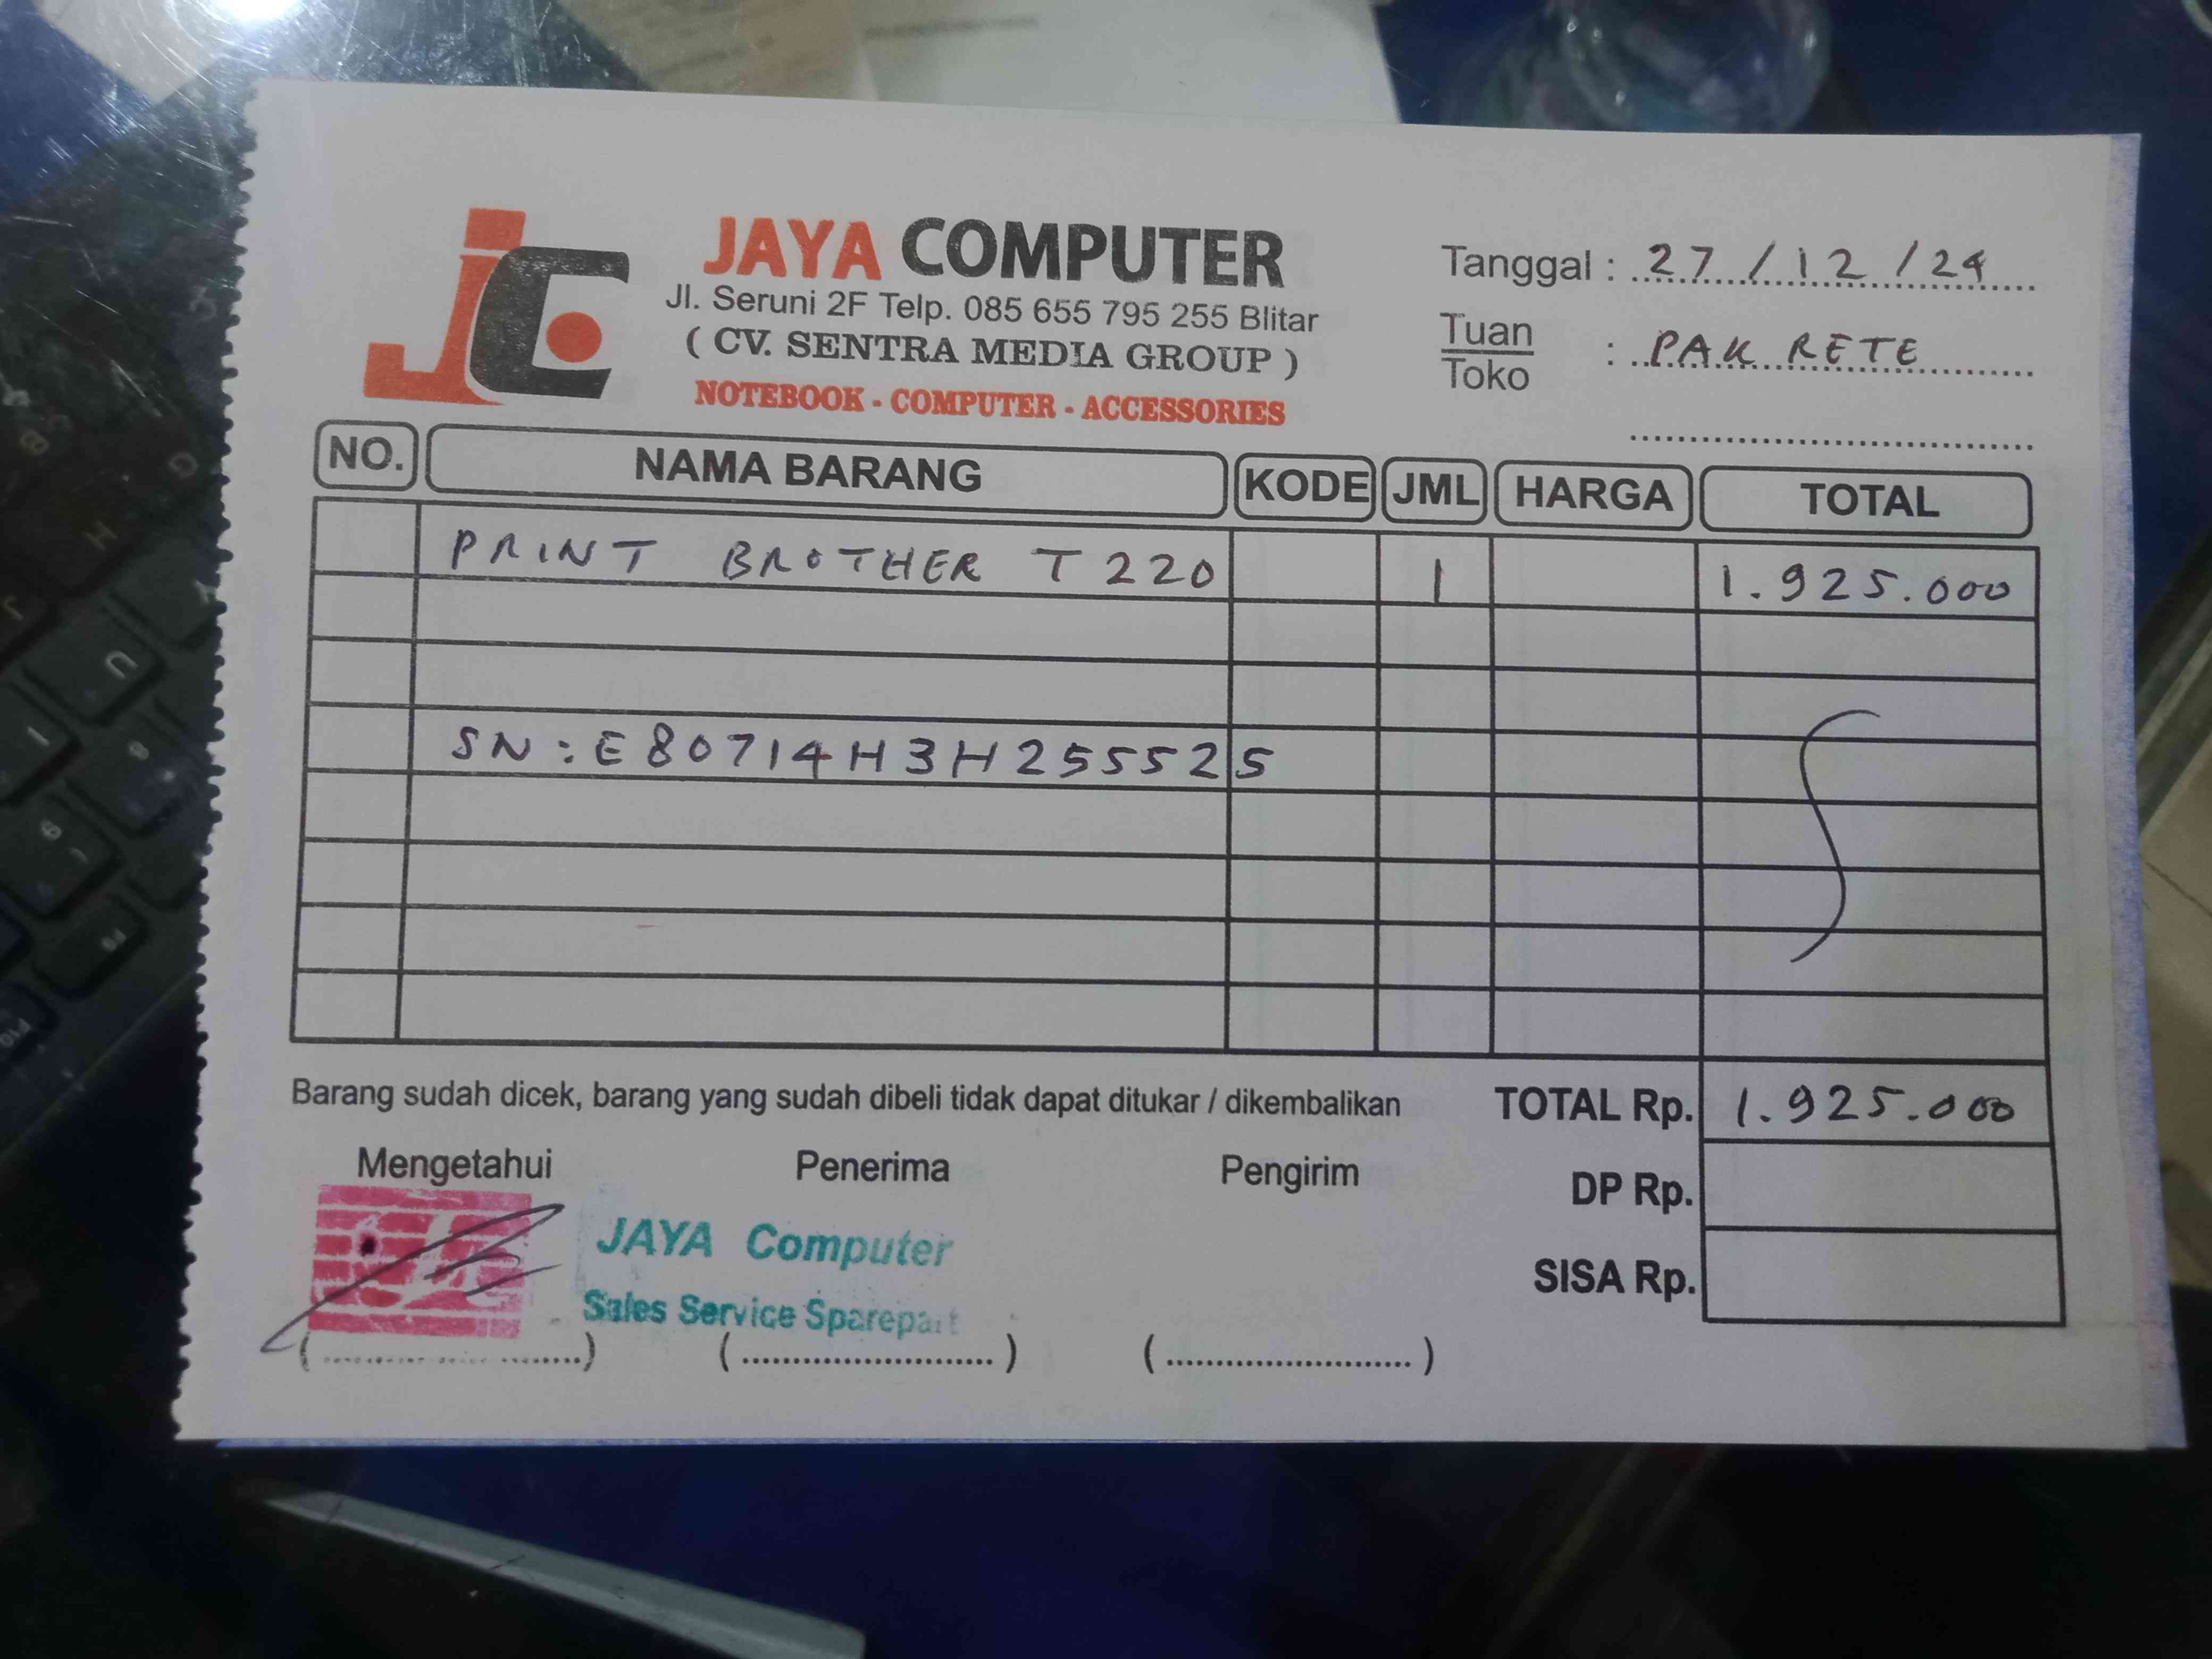 JAYA COMPUTER
Jl. Seruni 2F Telp. 085 655 795 255 Blitar
( CV. SENTRA MEDIA GROUP )
NOTEBOOK - COMPUTER - ACCESSORIES
Tanggal : 27 / 12 / 24
Tuan
Toko : PAK RETE
NO. NAMA BARANG KODE JML HARGA TOTAL
PRINT BROTHER T 220 1 1.925.000
SN : E80714H3H255525
Barang sudah dicek, barang yang sudah dibeli tidak dapat ditukar / dikembalikan
TOTAL Rp. 1.925.000
DP Rp.
SISA Rp.
Mengetahui Penerima Pengirim
JAYA Computer
Sales Service Sparepart